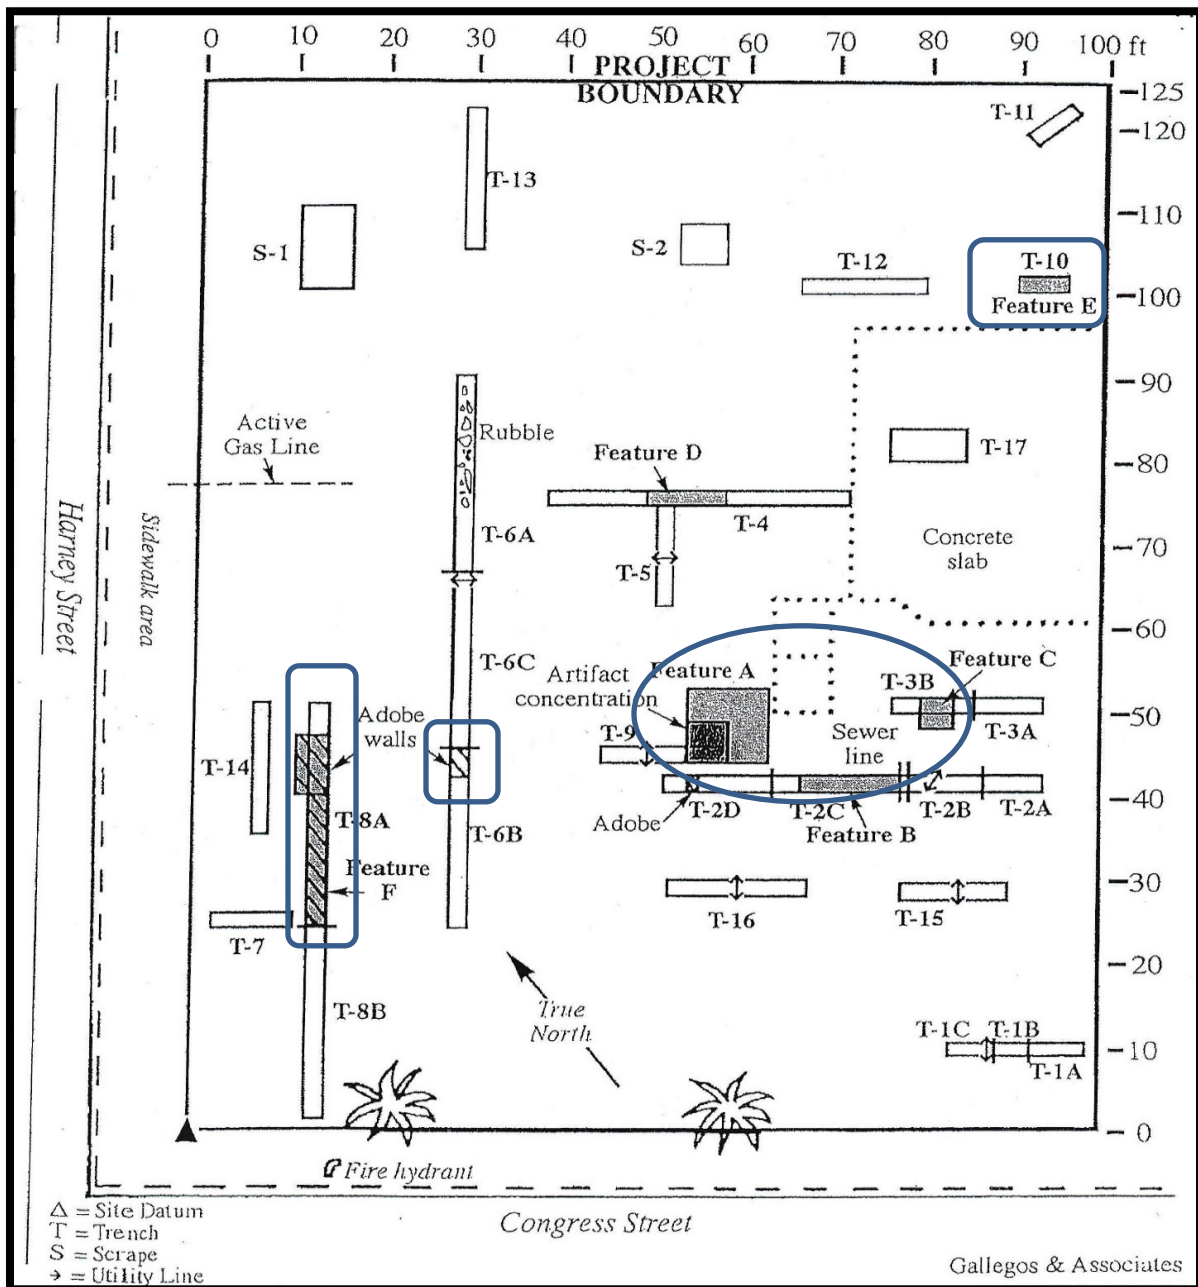 0 10 20 30 40 50 60 70 80 90 100 ft
PROJECT
BOUNDARY
125
T-11
120
T-13
110
S-1
S-2
T-12
T-10
100
Feature E
90
Active
Gas Line
Rubble
Feature D
T-17
80
T-4
T-6A
Concrete
slab
70
T-5
Harney Street
Sidewalk area
60
T-6C
Artifact
concentration
Feature A
Feature C
T-3B
Adobe
walls
T-9
Sewer
line
50
T-3A
T-14
T-8A
T-6B
Adobe
T-2D
T-2C
T-2B
T-2A
40
Feature B
Feature
F
30
T-7
T-16
T-15
20
T-8B
True
North
T-1C
T-1B
10
T-1A
0
Fire hydrant
△ = Site Datum
T = Trench
S = Scrape
→ = Utility Line
Congress Street
Gallegos & Associates